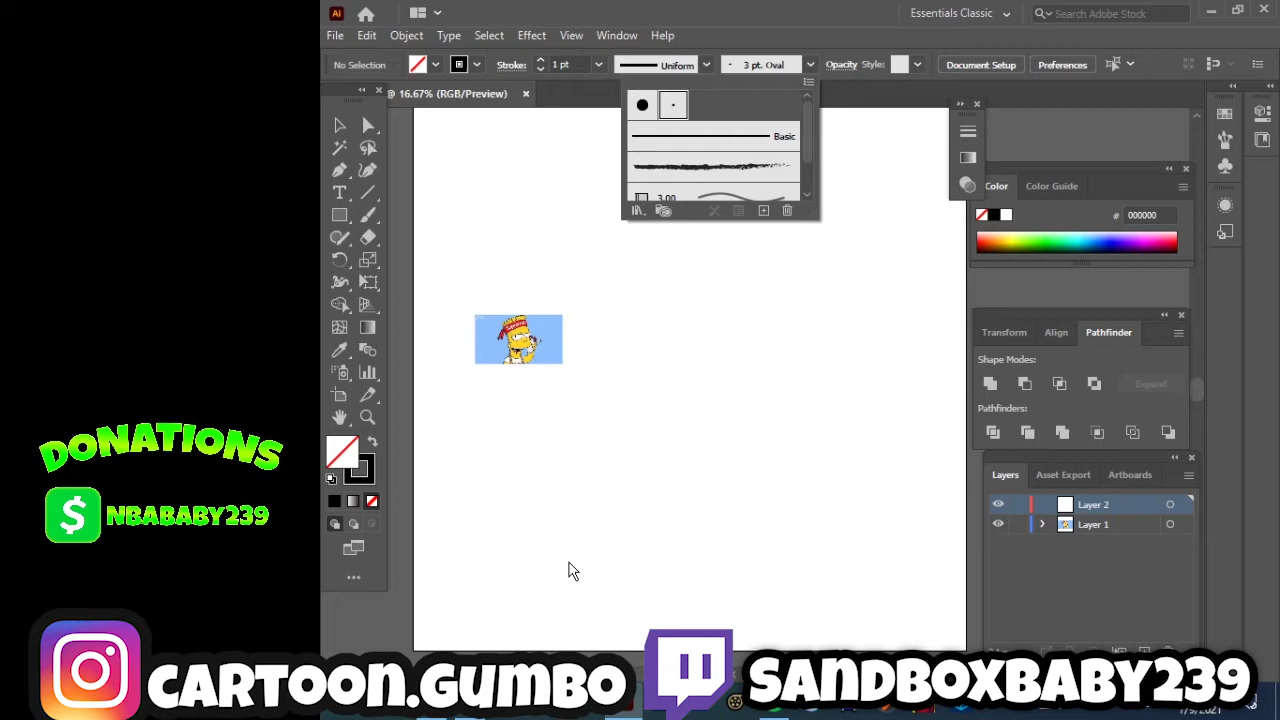 Ai
Essentials Classic
Search Adobe Stock
File Edit Object Type Select Effect View Window Help
No Selection Stroke: 1 pt Uniform 3 pt. Oval Opacity Style: Document Setup Preferences
@ 16.67% (RGB/Preview)
Basic
3.00
Color Color Guide
# 000000
Transform Align Pathfinder
Shape Modes:
Expand
Pathfinders:
Layers Asset Export Artboards
Layer 2
Layer 1
DONATIONS
$ NBABABY239
CARTOON.GUMBO SANDBOXBABY239